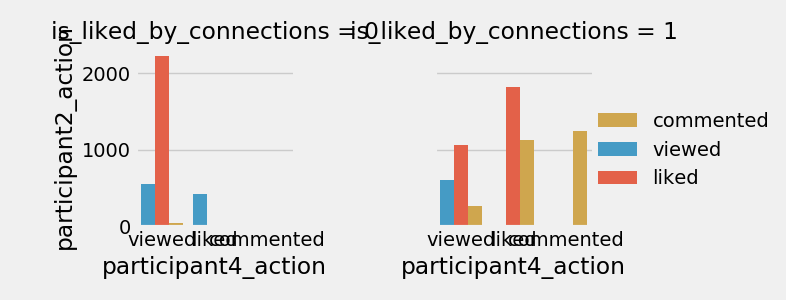 is_liked_by_connections = 0
is_liked_by_connections = 1
participant2_action
2000
1000
0
viewed
liked
commented
viewed
liked
commented
participant4_action
participant4_action
commented
viewed
liked